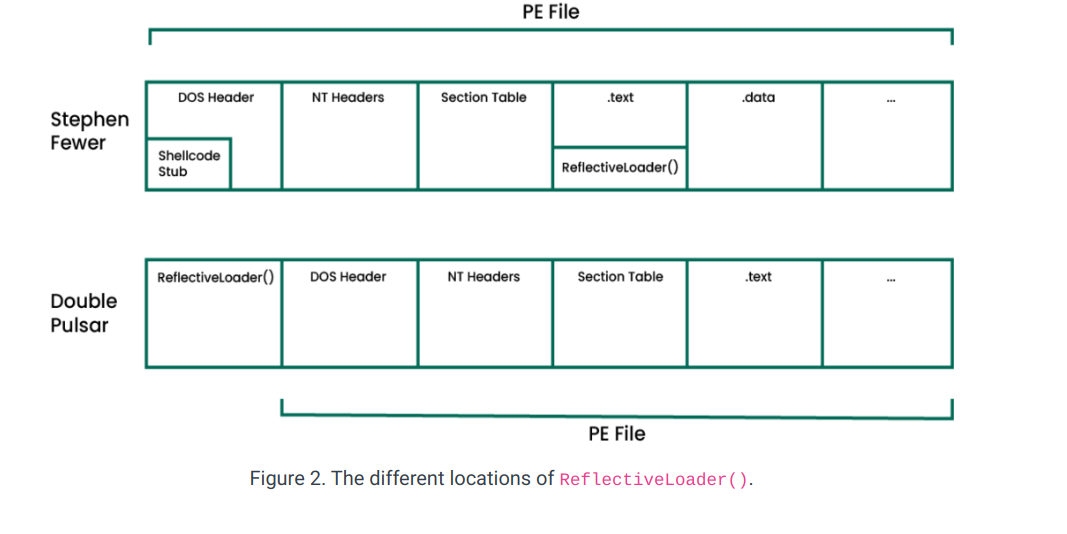 PE File
Stephen
Fewer
DOS Header
NT Headers
Section Table
.text
.data
...
Shellcode
Stub
ReflectiveLoader()
Double
Pulsar
ReflectiveLoader()
DOS Header
NT Headers
Section Table
.text
...
PE File
Figure 2. The different locations of ReflectiveLoader().